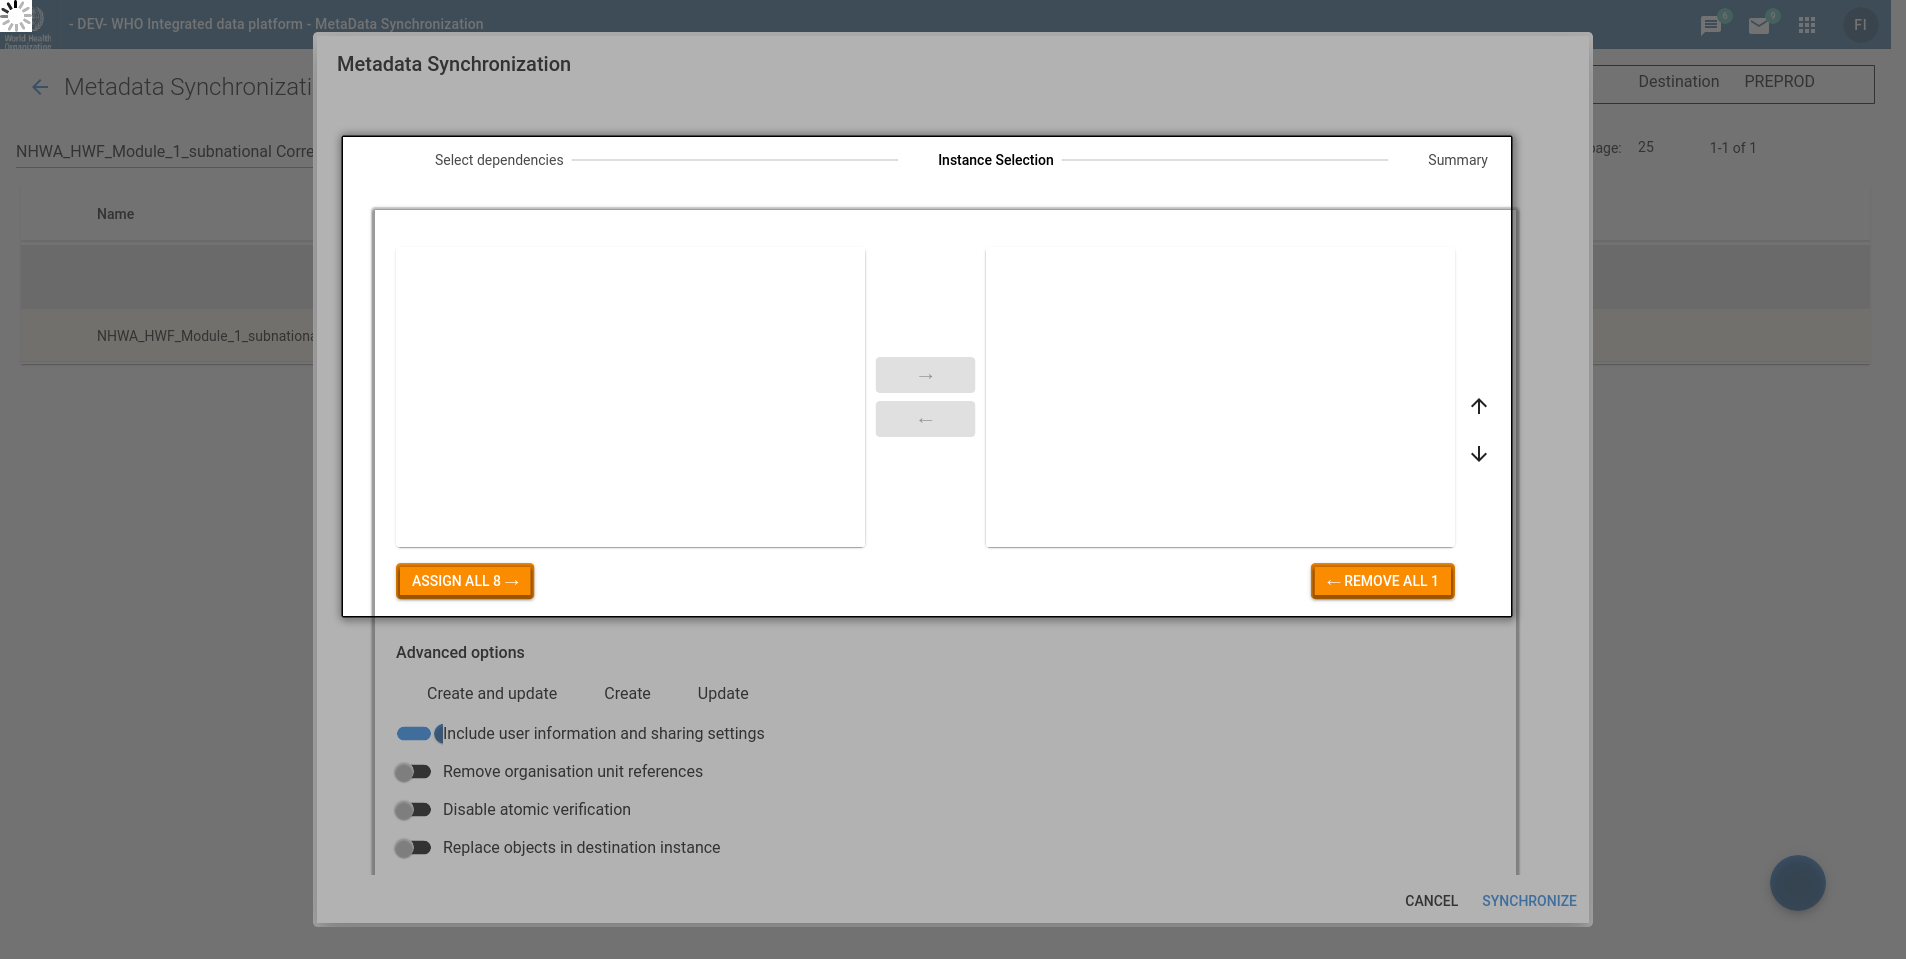 - DEV- WHO Integrated data platform - MetaData Synchronization
World Health
Organization
6
9
FI
Metadata Synchronization
Metadata Synchronizati
Destination PREPROD
NHWA_HWF_Module_1_subnational Corre
page: 25 1-1 of 1
Select dependencies
Instance Selection
Summary
Name
NHWA_HWF_Module_1_subnationa
→
←
ASSIGN ALL 8 →
← REMOVE ALL 1
Advanced options
Create and update Create Update
Include user information and sharing settings
Remove organisation unit references
Disable atomic verification
Replace objects in destination instance
CANCEL SYNCHRONIZE